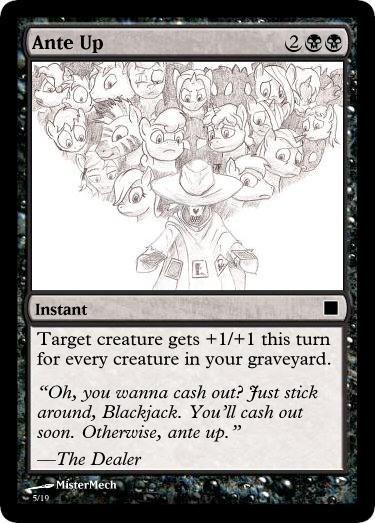 Ante Up 2
Instant
Target creature gets +1/+1 this turn
for every creature in your graveyard.
“Oh, you wanna cash out? Just stick
around, Blackjack. You’ll cash out
soon. Otherwise, ante up.”
—The Dealer
MisterMech
5/19